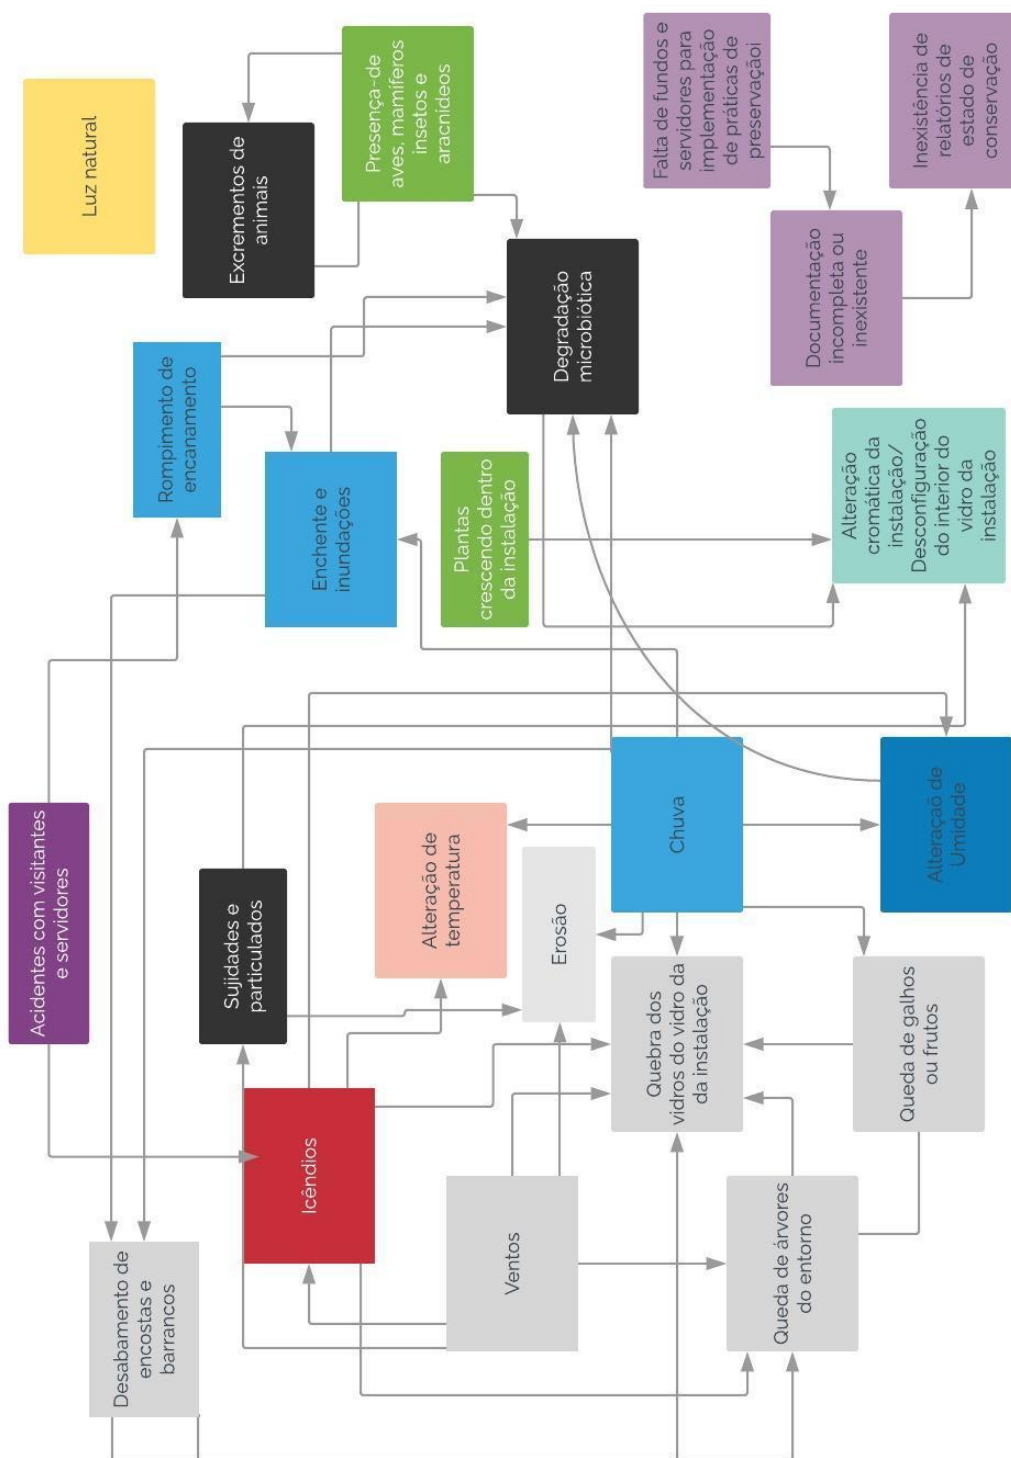 Acidentes com visitantes
e servidores
Luz natural
Desabamento de
encostas e
barrancos
Rompimento de
encanamento
Sujidades e
particulados
Excrementos de
animais
Icêndios
Enchente e
inundações
Presença-de
aves, mamíferos
insetos e
aracnídeos
Alteração de
temperatura
Plantas
crescendo dentro
da instalação
Ventos
Erosão
Degradação
microbiótica
Quebra dos
vidros do vidro da
da instalação
Chuva
Falta de fundos e
servidores para
implementação
de práticas de
preservaçãoi
Queda de árvores
do entorno
Documentação
incompleta ou
inexistente
Queda de galhos
ou frutos
Alteração
cromática da
instalação/
Desconfiguração
do interior do
vidro da
instalação
Alteraçaõ de
Umidade
Inexistência de
relatórios de
estado de
conservação